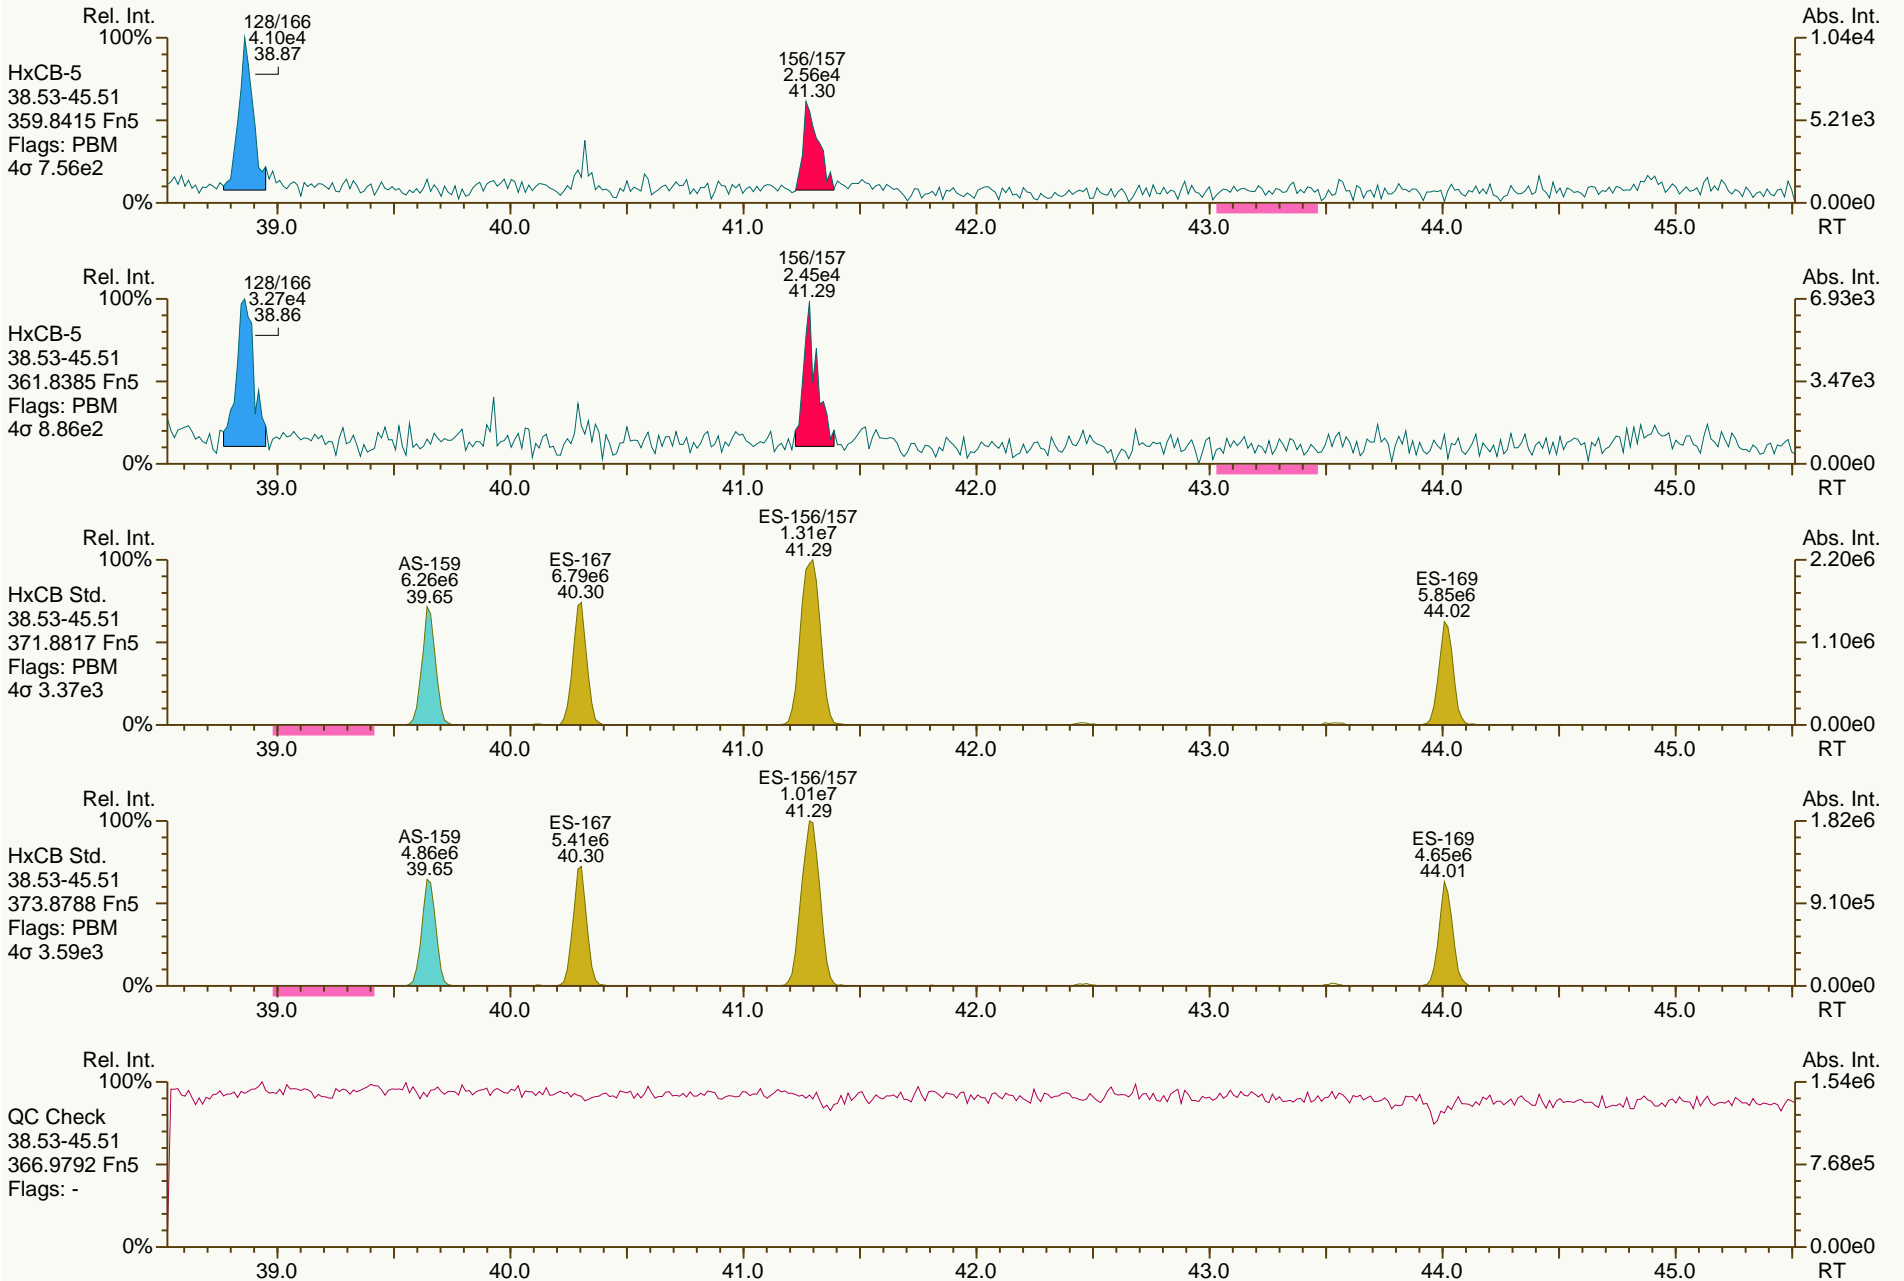 Rel. Int.
Abs. Int.
128/166
4.10e4
38.87
156/157
2.56e4
41.30
100%
50%
0%
HxCB-5
38.53-45.51
359.8415 Fn5
Flags: PBM
4σ 7.56e2
1.04e4
5.21e3
0.00e0
39.0 40.0 41.0 42.0 43.0 44.0 45.0 RT
Rel. Int.
Abs. Int.
128/166
3.27e4
38.86
156/157
2.45e4
41.29
100%
50%
0%
HxCB-5
38.53-45.51
361.8385 Fn5
Flags: PBM
4σ 8.86e2
6.93e3
3.47e3
0.00e0
39.0 40.0 41.0 42.0 43.0 44.0 45.0 RT
Rel. Int.
Abs. Int.
AS-159
6.26e6
39.65
ES-167
6.79e6
40.30
ES-156/157
1.31e7
41.29
ES-169
5.85e6
44.02
100%
50%
0%
HxCB Std.
38.53-45.51
371.8817 Fn5
Flags: PBM
4σ 3.37e3
2.20e6
1.10e6
0.00e0
39.0 40.0 41.0 42.0 43.0 44.0 45.0 RT
Rel. Int.
Abs. Int.
AS-159
4.86e6
39.65
ES-167
5.41e6
40.30
ES-156/157
1.01e7
41.29
ES-169
4.65e6
44.01
100%
50%
0%
HxCB Std.
38.53-45.51
373.8788 Fn5
Flags: PBM
4σ 3.59e3
1.82e6
9.10e5
0.00e0
39.0 40.0 41.0 42.0 43.0 44.0 45.0 RT
Rel. Int.
Abs. Int.
100%
50%
0%
QC Check
38.53-45.51
366.9792 Fn5
Flags: -
1.54e6
7.68e5
0.00e0
39.0 40.0 41.0 42.0 43.0 44.0 45.0 RT